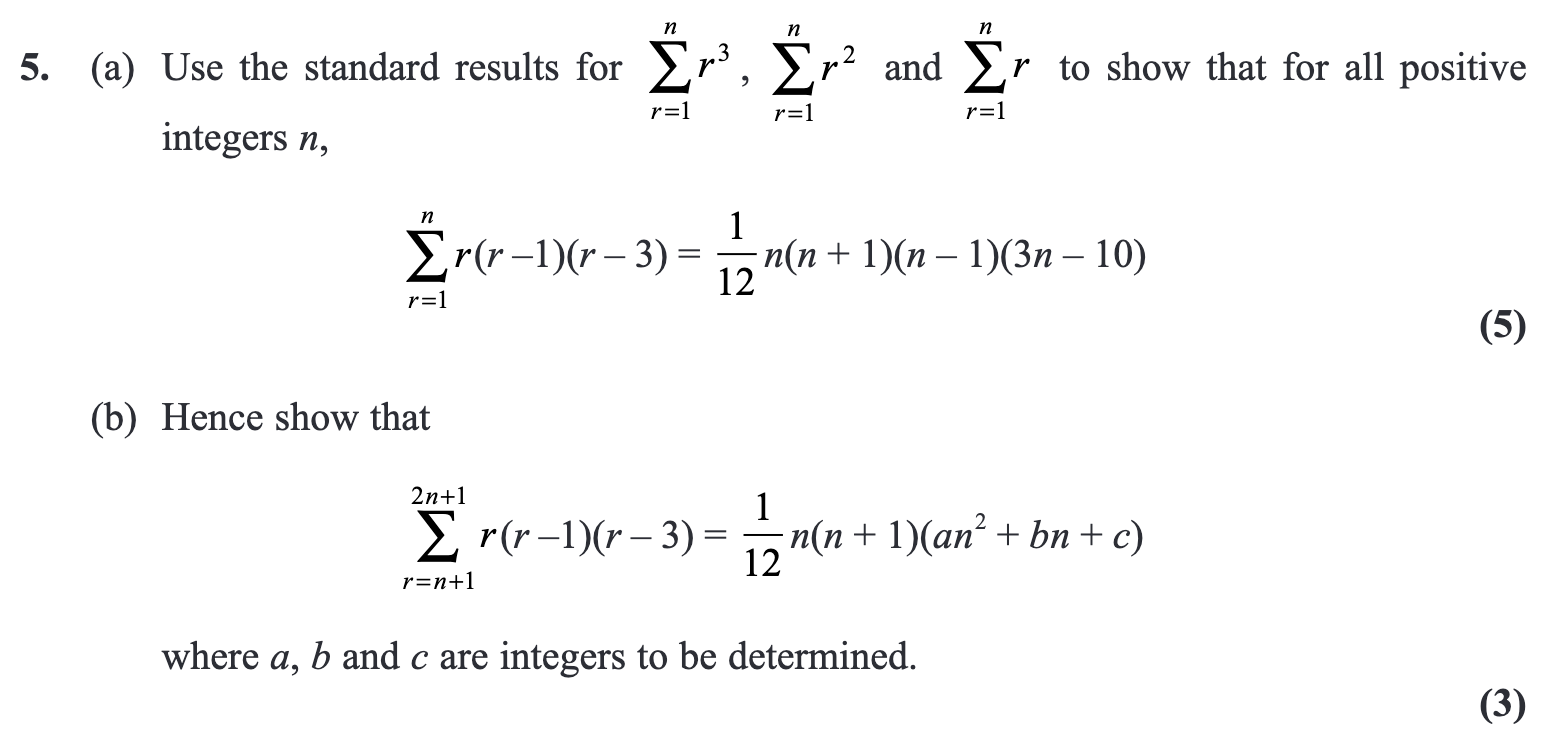 5. (a) Use the standard results for $\sum_{r=1}^{n} r^3$, $\sum_{r=1}^{n} r^2$ and $\sum_{r=1}^{n} r$ to show that for all positive
integers n,
$\sum_{r=1}^{n} r(r-1)(r-3) = \frac{1}{12}n(n+1)(n-1)(3n-10)$
(5)
(b) Hence show that
$\sum_{r=n+1}^{2n+1} r(r-1)(r-3) = \frac{1}{12}n(n+1)(an^2+bn+c)$
where a, b and c are integers to be determined.
(3)